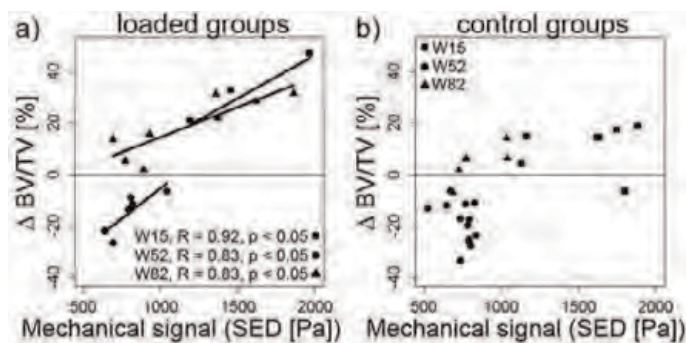 a) loaded groups
Δ BV/TV [%]
40
20
0
-20
-40
W15, R = 0.92, p < 0.05
W52, R = 0.83, p < 0.05
W82, R = 0.83, p < 0.05
500 1000 1500 2000
Mechanical signal (SED [Pa])
b) control groups
W15
W52
W82
Δ BV/TV [%]
40
20
0
-20
-40
500 1000 1500 2000
Mechanical signal (SED [Pa])